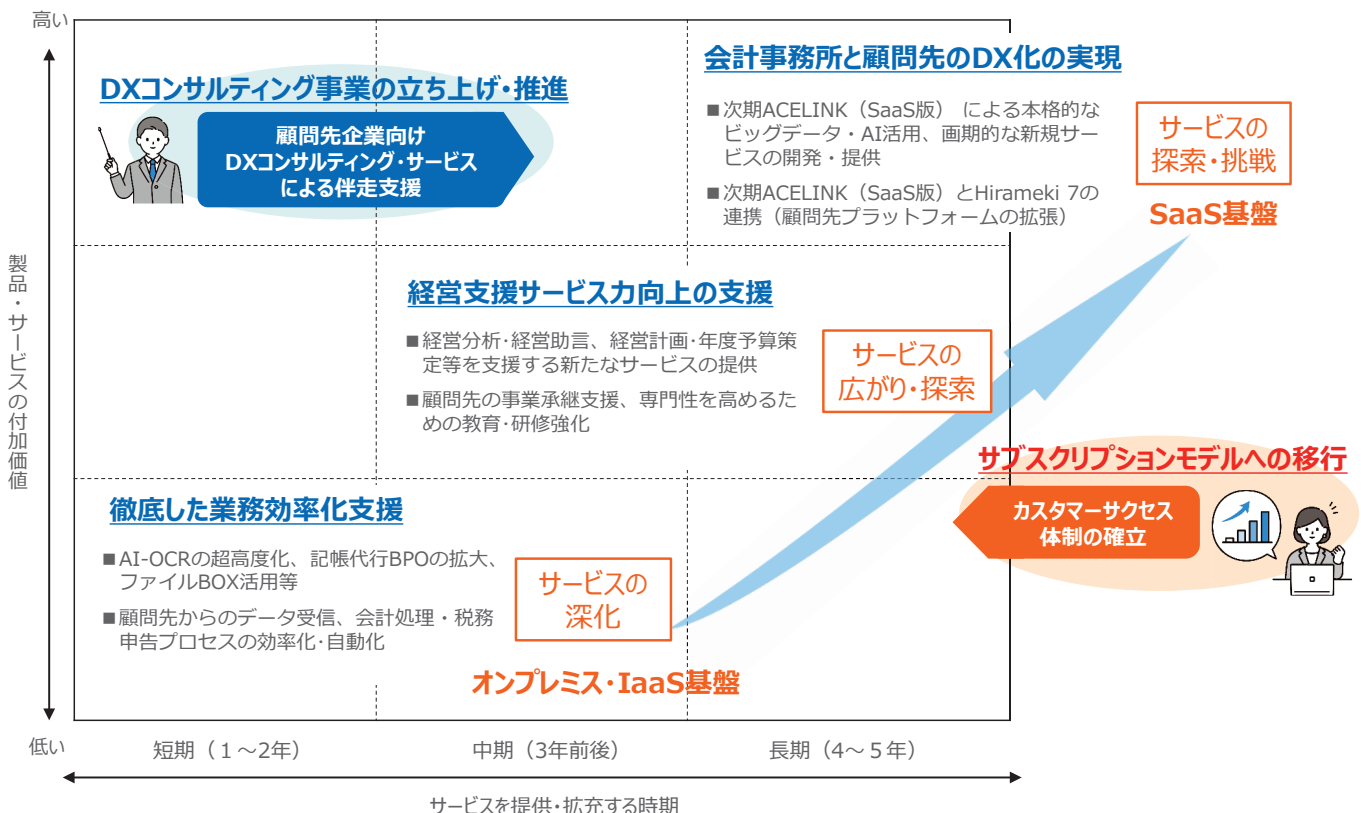 高い
DXコンサルティング事業の立ち上げ・推進
顧問先企業向け
DXコンサルティング・サービス
による伴走支援
会計事務所と顧問先のDX化の実現
■次期ACELINK（SaaS版） による本格的な
ビッグデータ・AI活用、画期的な新規サー
ビスの開発・提供
■次期ACELINK（SaaS版）とHirameki 7の
連携（顧問先プラットフォームの拡張）
サービスの
探索・挑戦
SaaS基盤
製品・サービスの付加価値
経営支援サービス力向上の支援
■経営分析・経営助言、経営計画・年度予算策
定等を支援する新たなサービスの提供
■顧問先の事業承継支援、専門性を高めるた
めの教育・研修強化
サービスの
広がり・探索
サブスクリプションモデルへの移行
カスタマーサクセス
体制の確立
徹底した業務効率化支援
■AI-OCRの超高度化、記帳代行BPOの拡大、
ファイルBOX活用等
■顧問先からのデータ受信、会計処理・税務
申告プロセスの効率化・自動化
サービスの
深化
オンプレミス・IaaS基盤
低い
短期（１～2年）
中期（3年前後）
長期（4～５年）
サービスを提供・拡充する時期